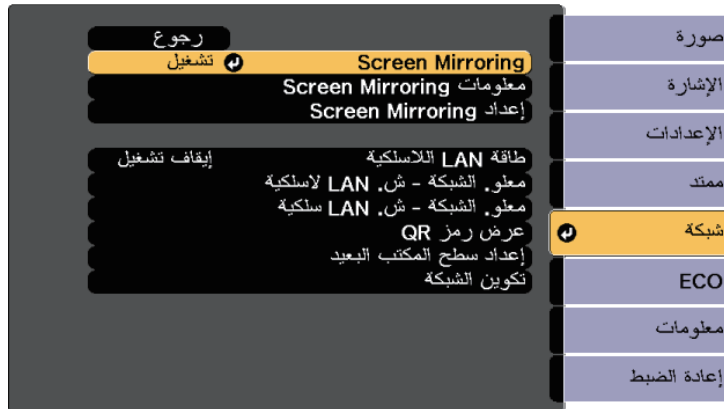 صورة
الإشارة
الإعدادات
ممتد
شبكة
ECO
معلومات
إعادة الضبط
رجوع
Screen Mirroring تشغيل
معلومات Screen Mirroring
إعداد Screen Mirroring
طاقة LAN اللاسلكية إيقاف تشغيل
معلو. الشبكة - ش. LAN لاسلكية
معلو. الشبكة - ش. LAN سلكية
عرض رمز QR
إعداد سطح المكتب البعيد
تكوين الشبكة